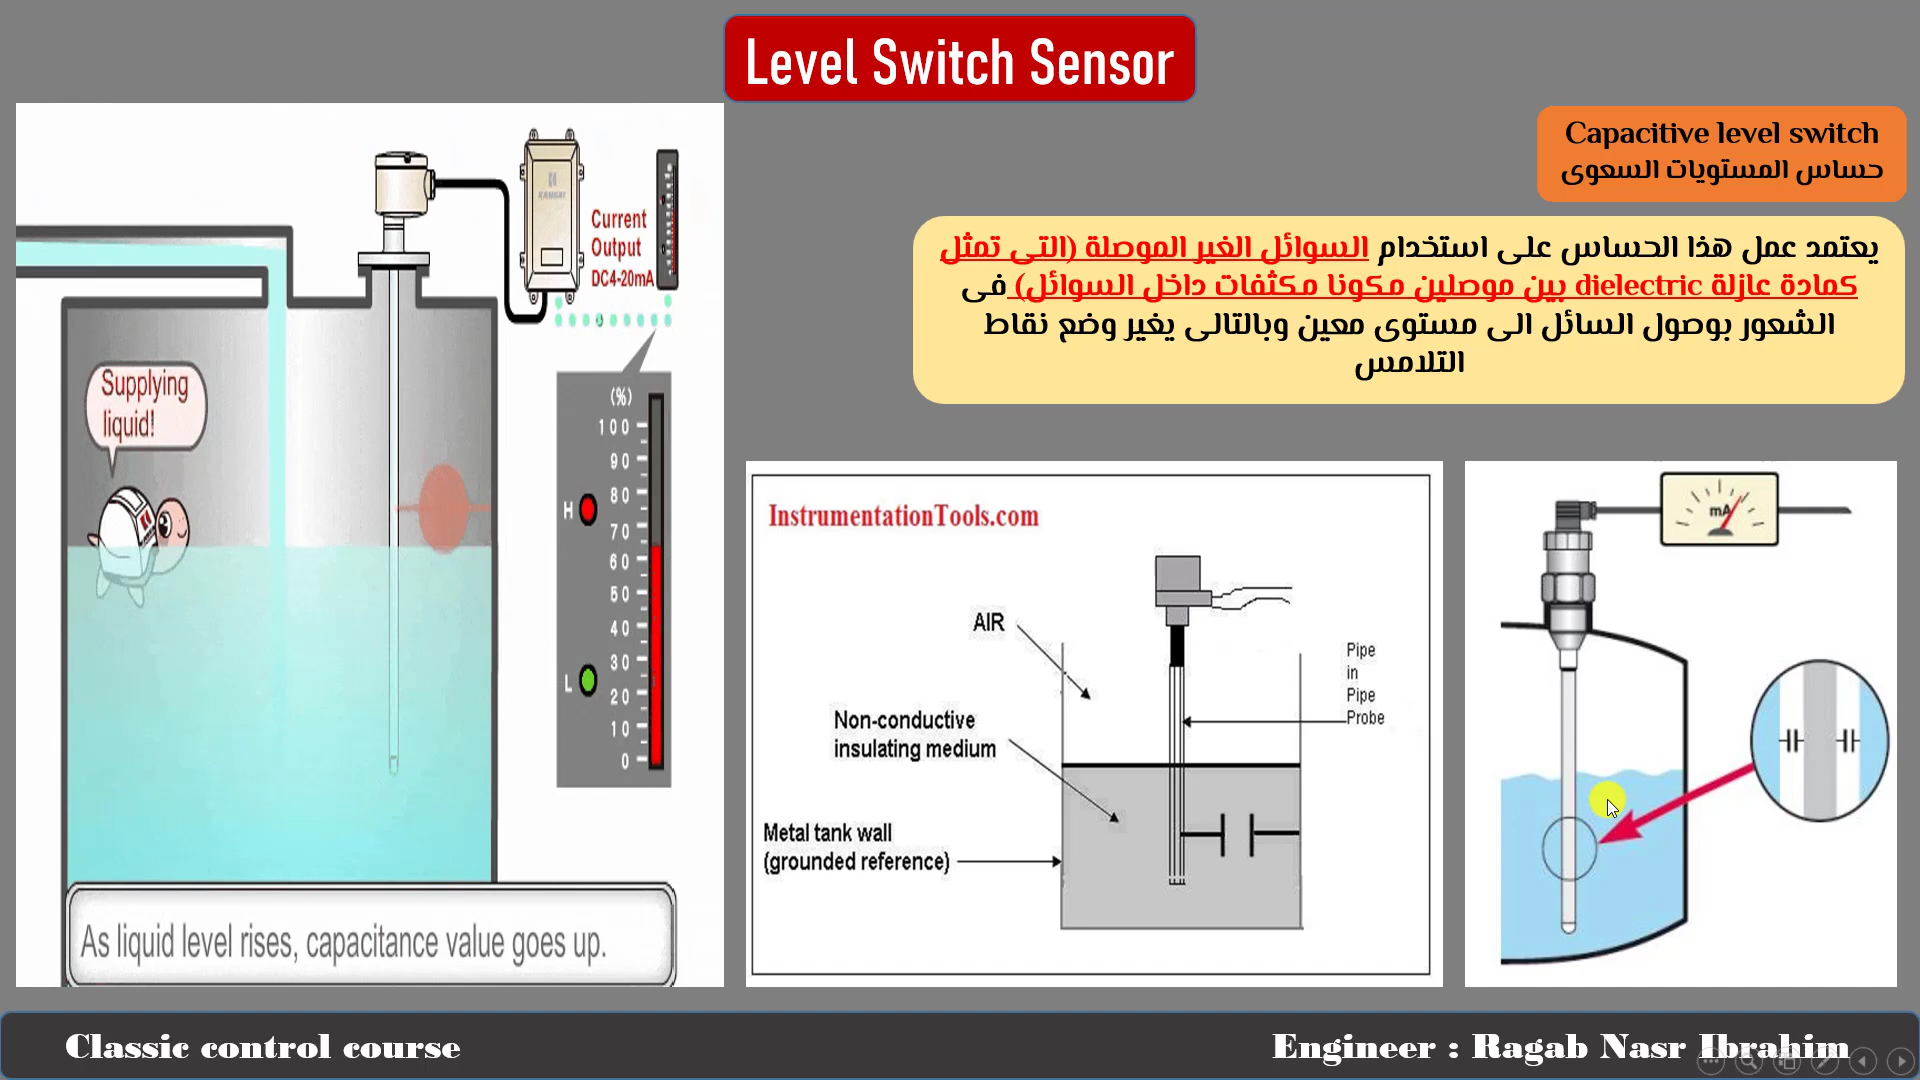 Level Switch Sensor
Capacitive level switch
حساس المستويات السعوى
يعتمد عمل هذا الحساس على استخدام السوائل الغير الموصلة (التى تمثل
كمادة عازلة dielectric بين موصلين مكونا مكثفات داخل السوائل) فى
الشعور بوصول السائل الى مستوى معين وبالتالى يغير وضع نقاط
التلامس
Current
Output
DC4-20mA
Supplying
liquid!
(%)
100
90
80
H
70
60
50
40
30
L
20
10
0
As liquid level rises, capacitance value goes up.
InstrumentationTools.com
AIR
Pipe
in
Pipe
Probe
Non-conductive
insulating medium
Metal tank wall
(grounded reference)
mA
Classic control course
Engineer : Ragab Nasr Ibrahim